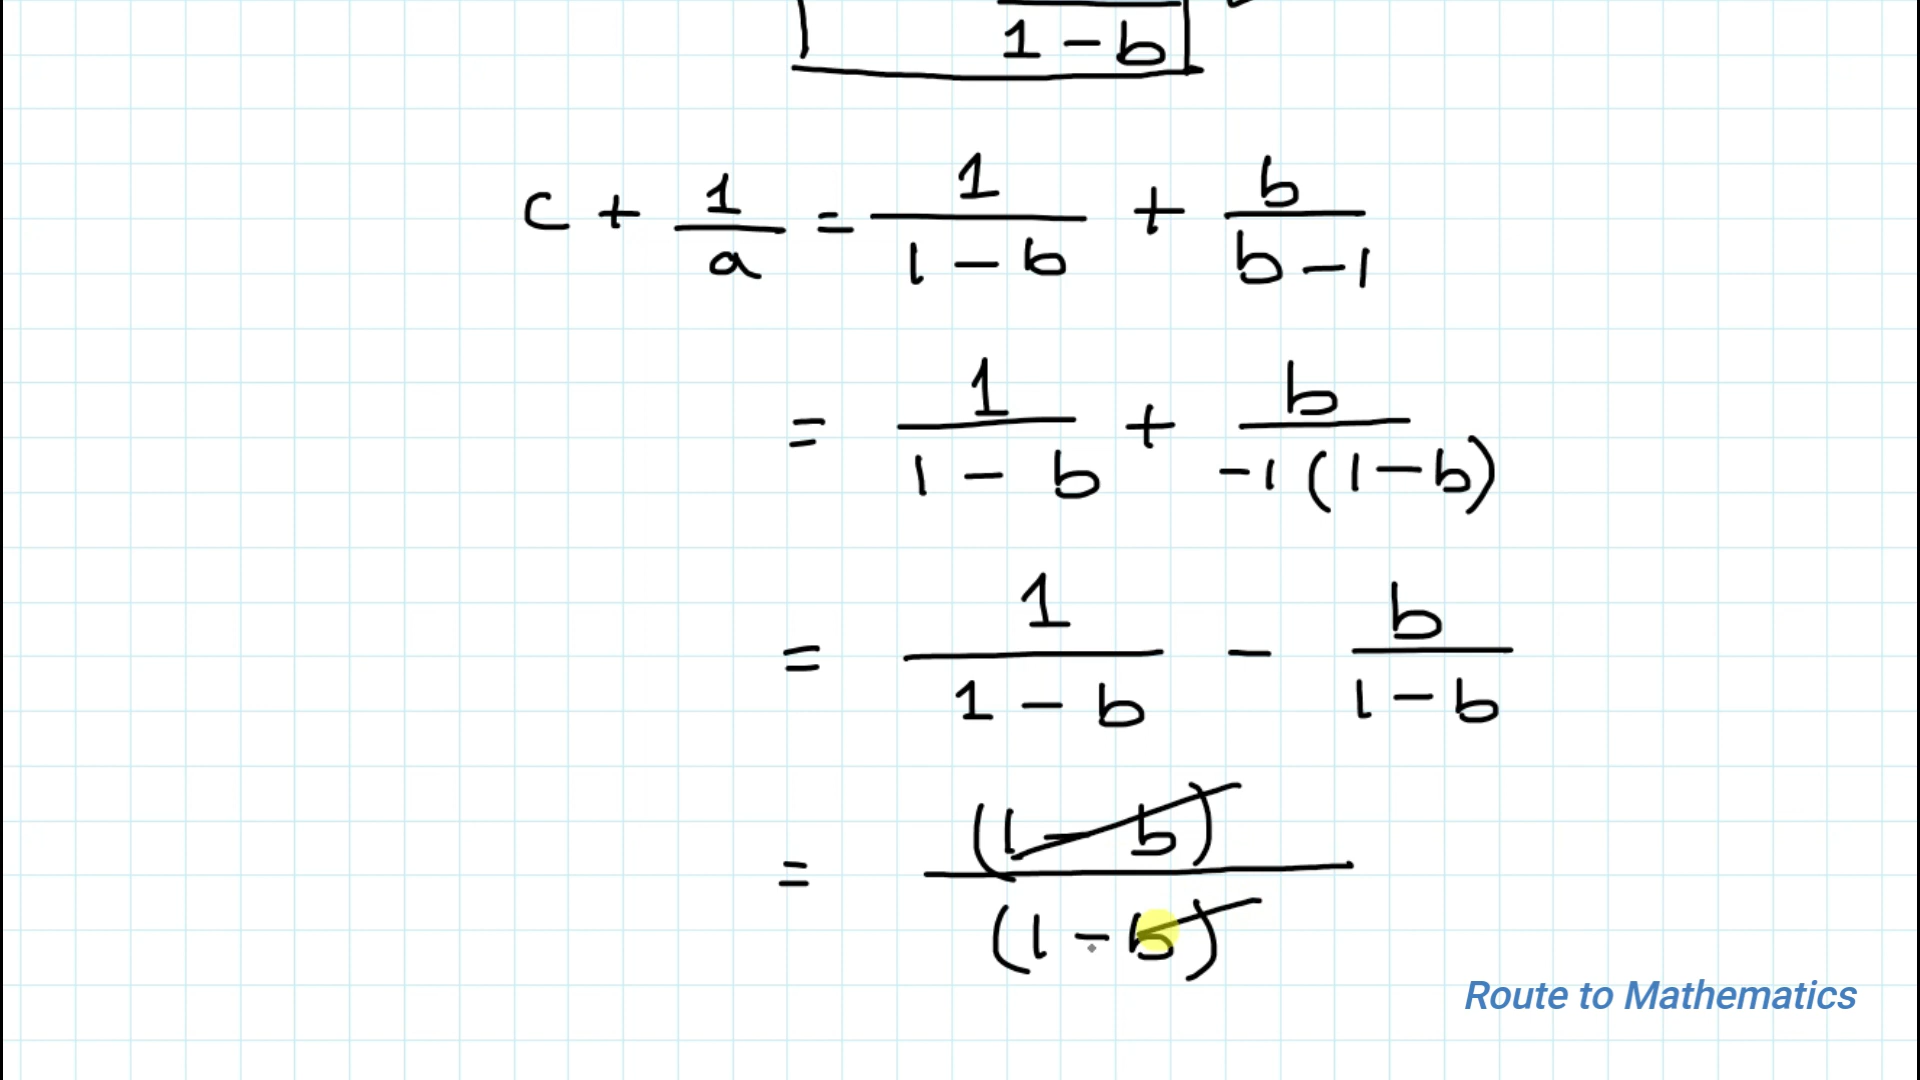 1 - b
c + 1/a = 1/(1 - b) + b/(b - 1)
= 1/(1 - b) + b/(-1(1 - b))
= 1/(1 - b) - b/(1 - b)
= (1 - b)/(1 - b)
Route to Mathematics